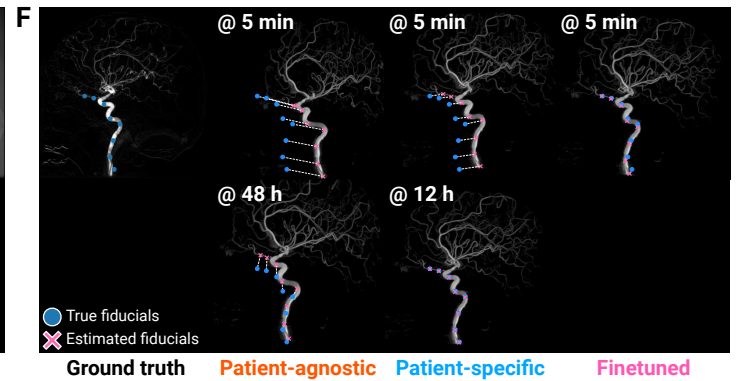 F
@ 5 min
@ 5 min
@ 5 min
@ 48 h
@ 12 h
True fiducials
Estimated fiducials
Ground truth
Patient-agnostic
Patient-specific
Finetuned